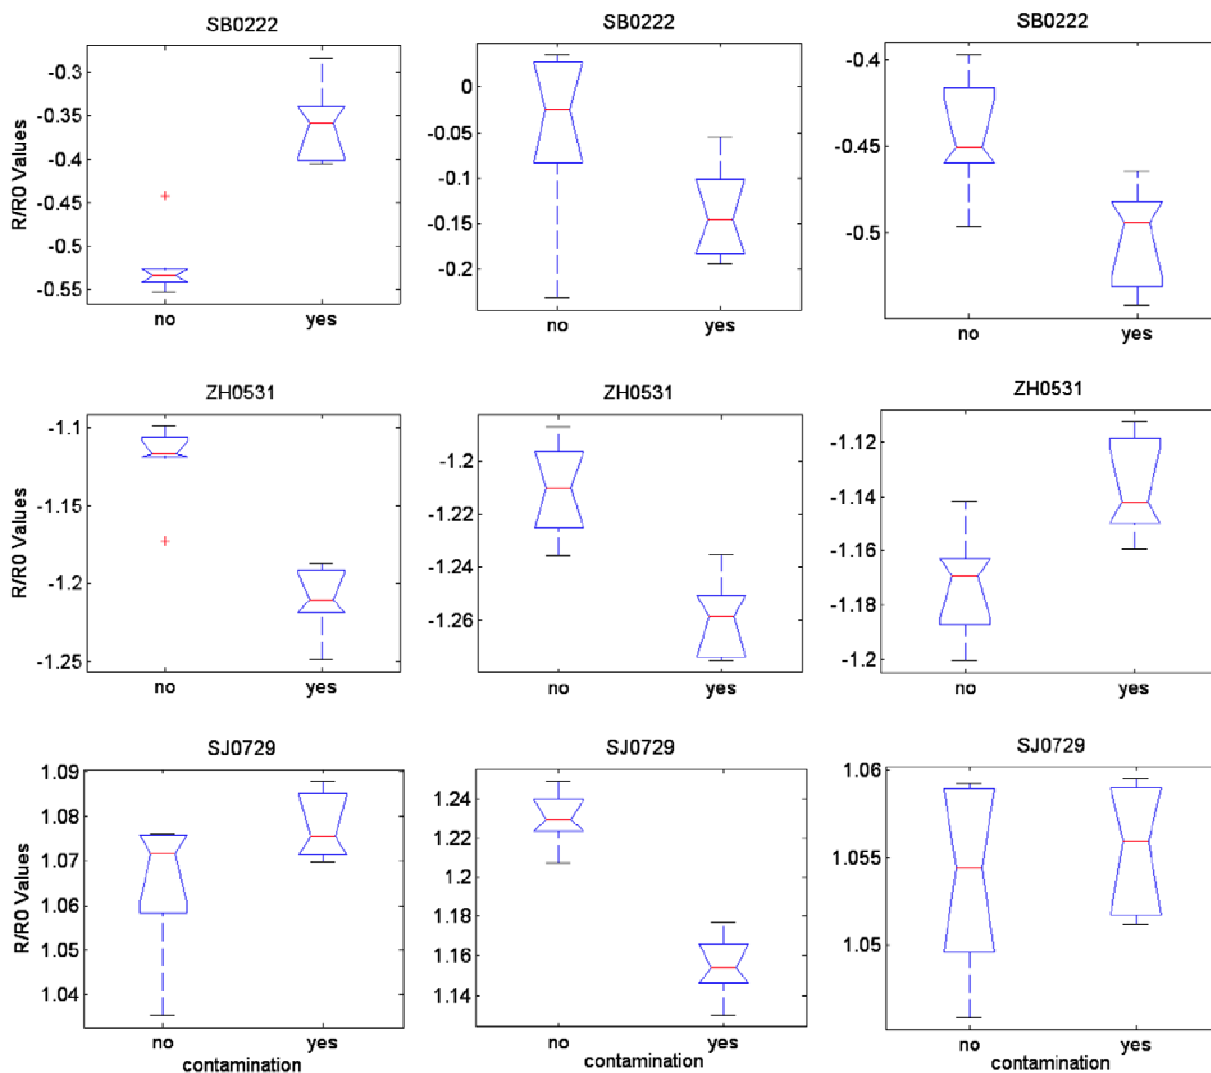 SB0222
SB0222
SB0222
R/R0 Values
-0.3
-0.35
-0.4
-0.45
-0.5
-0.55
no
yes
0
-0.05
-0.1
-0.15
-0.2
no
yes
-0.4
-0.45
-0.5
no
yes
ZH0531
ZH0531
ZH0531
R/R0 Values
-1.1
-1.15
-1.2
-1.25
no
yes
-1.2
-1.22
-1.24
-1.26
no
yes
-1.12
-1.14
-1.16
-1.18
-1.2
no
yes
SJ0729
SJ0729
SJ0729
R/R0 Values
1.09
1.08
1.07
1.06
1.05
1.04
no
yes
contamination
1.24
1.22
1.2
1.18
1.16
1.14
no
yes
contamination
1.06
1.055
1.05
no
yes
contamination